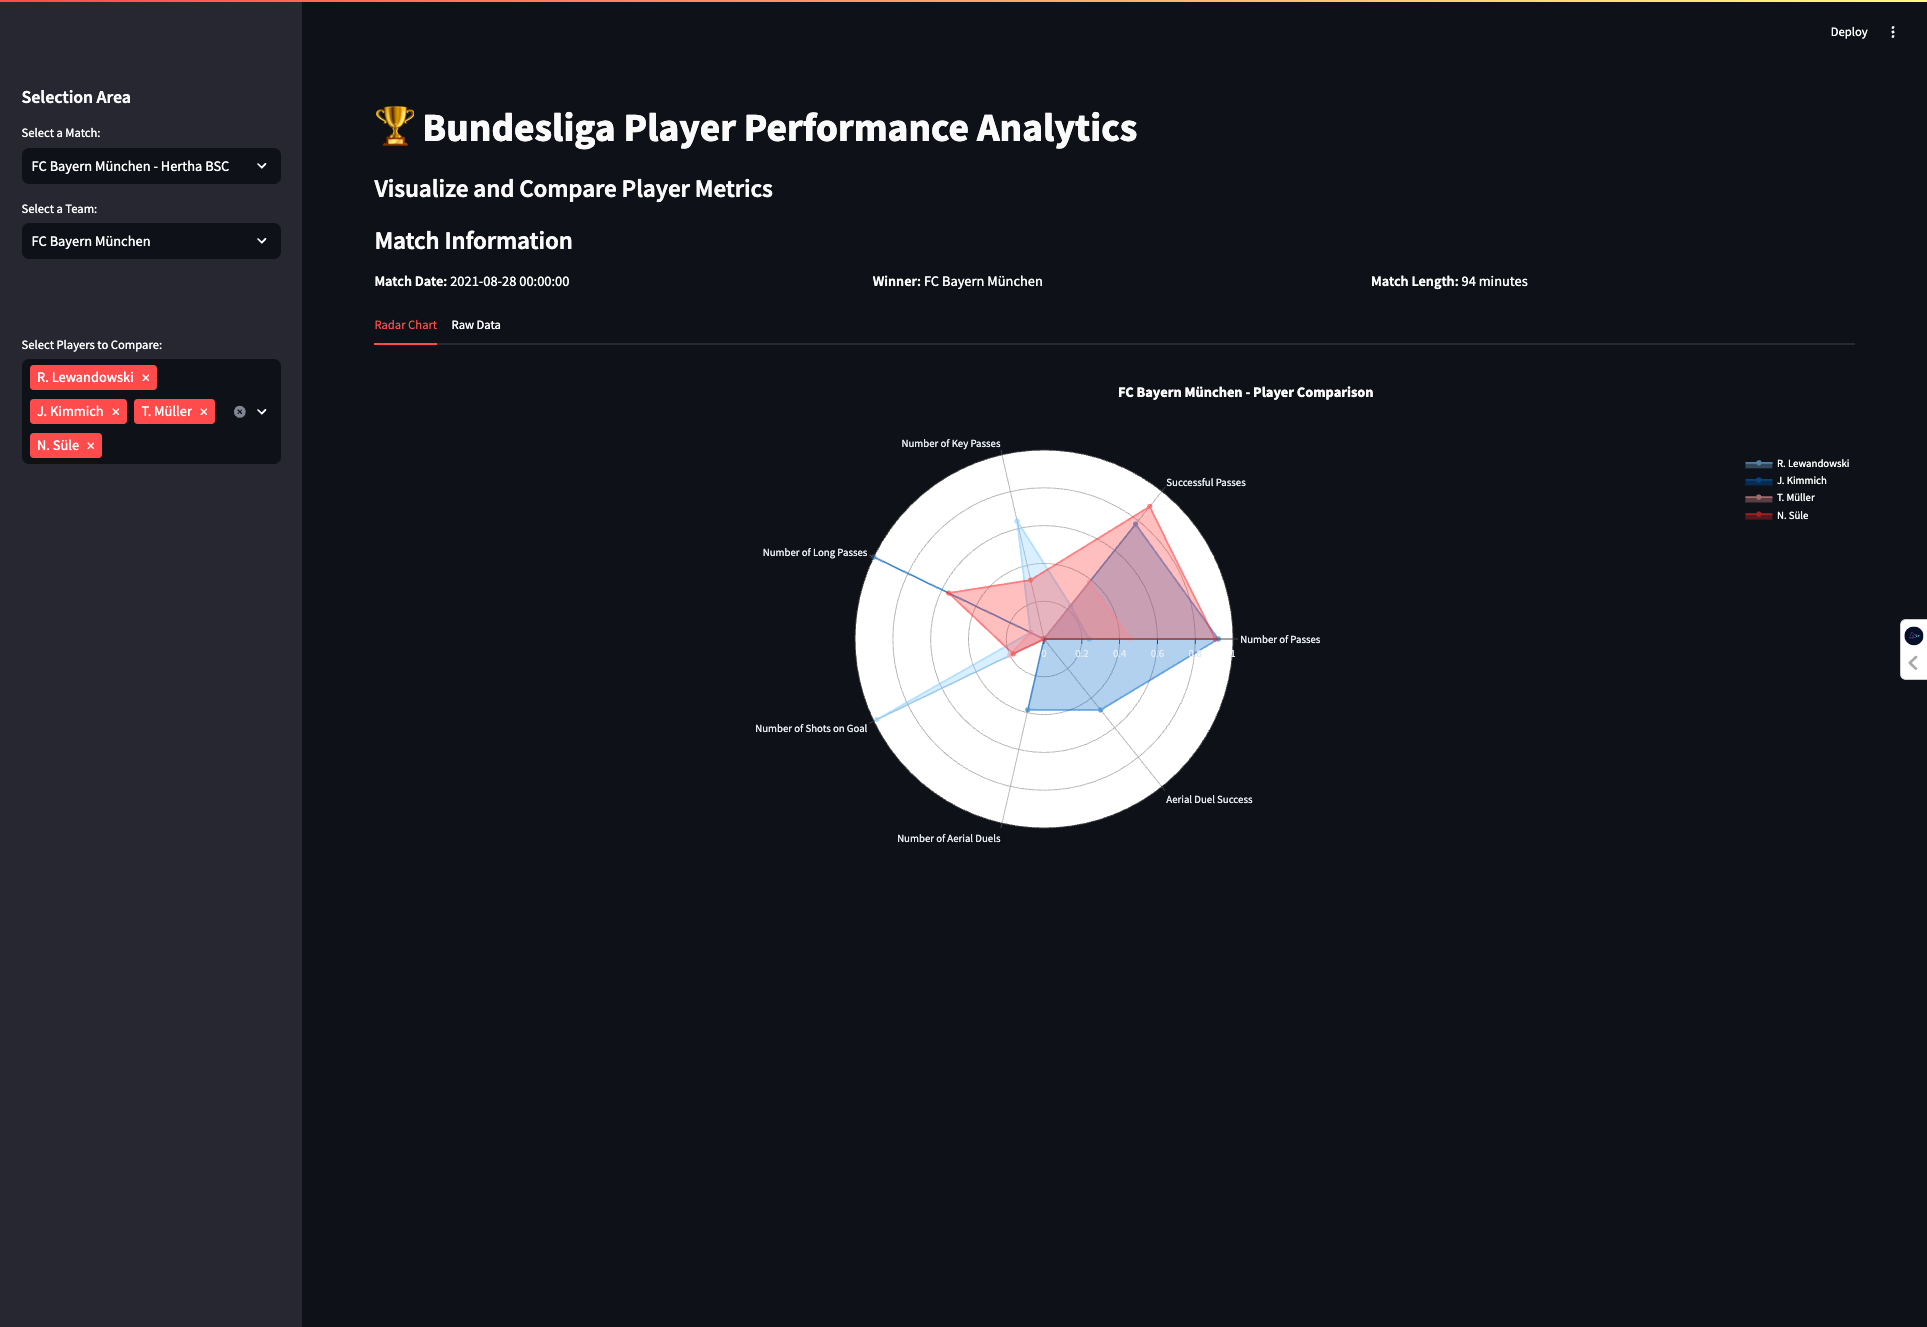 Deploy
Selection Area
Select a Match:
FC Bayern München - Hertha BSC
Select a Team:
FC Bayern München
Select Players to Compare:
R. Lewandowski ×
J. Kimmich × T. Müller ×
N. Süle ×
🏆 Bundesliga Player Performance Analytics
Visualize and Compare Player Metrics
Match Information
Match Date: 2021-08-28 00:00:00 Winner: FC Bayern München Match Length: 94 minutes
Radar Chart Raw Data
FC Bayern München - Player Comparison
Number of Key Passes
Successful Passes
Number of Long Passes
Number of Passes
0 0.2 0.4 0.6 0.8 1
Number of Shots on Goal
Aerial Duel Success
Number of Aerial Duels
R. Lewandowski
J. Kimmich
T. Müller
N. Süle